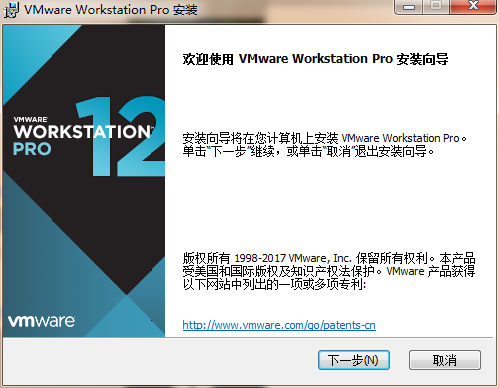 VMware Workstation Pro 安装
欢迎使用 VMware Workstation Pro 安装向导
VMWARE
WORKSTATION
PRO
12
安装向导将在您计算机上安装 VMware Workstation Pro。
单击“下一步”继续，或单击“取消”退出安装向导。
版权所有 1998-2017 VMware, Inc. 保留所有权利。本产品
受美国和国际版权及知识产权法保护。VMware 产品获得
以下网站中列出的一项或多项专利:
http://www.vmware.com/go/patents-cn
vmware
下一步(N)
取消